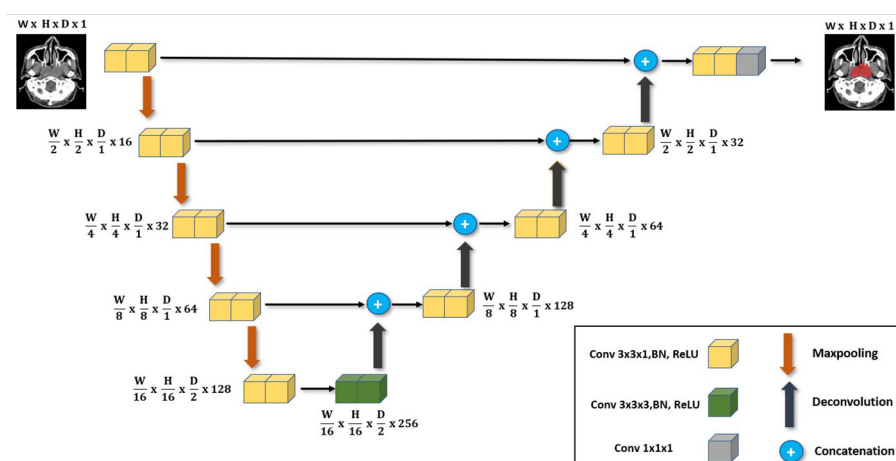 W x H x D x 1
W x H x D x 1
W/2 x H/2 x D/1 x 16
W/2 x H/2 x D/1 x 32
W/4 x H/4 x D/1 x 32
W/4 x H/4 x D/1 x 64
W/8 x H/8 x D/1 x 64
W/8 x H/8 x D/1 x 128
W/16 x H/16 x D/2 x 128
W/16 x H/16 x D/2 x 256
Conv 3x3x1,BN, ReLU
Maxpooling
Conv 3x3x3,BN, ReLU
Deconvolution
Conv 1x1x1
Concatenation